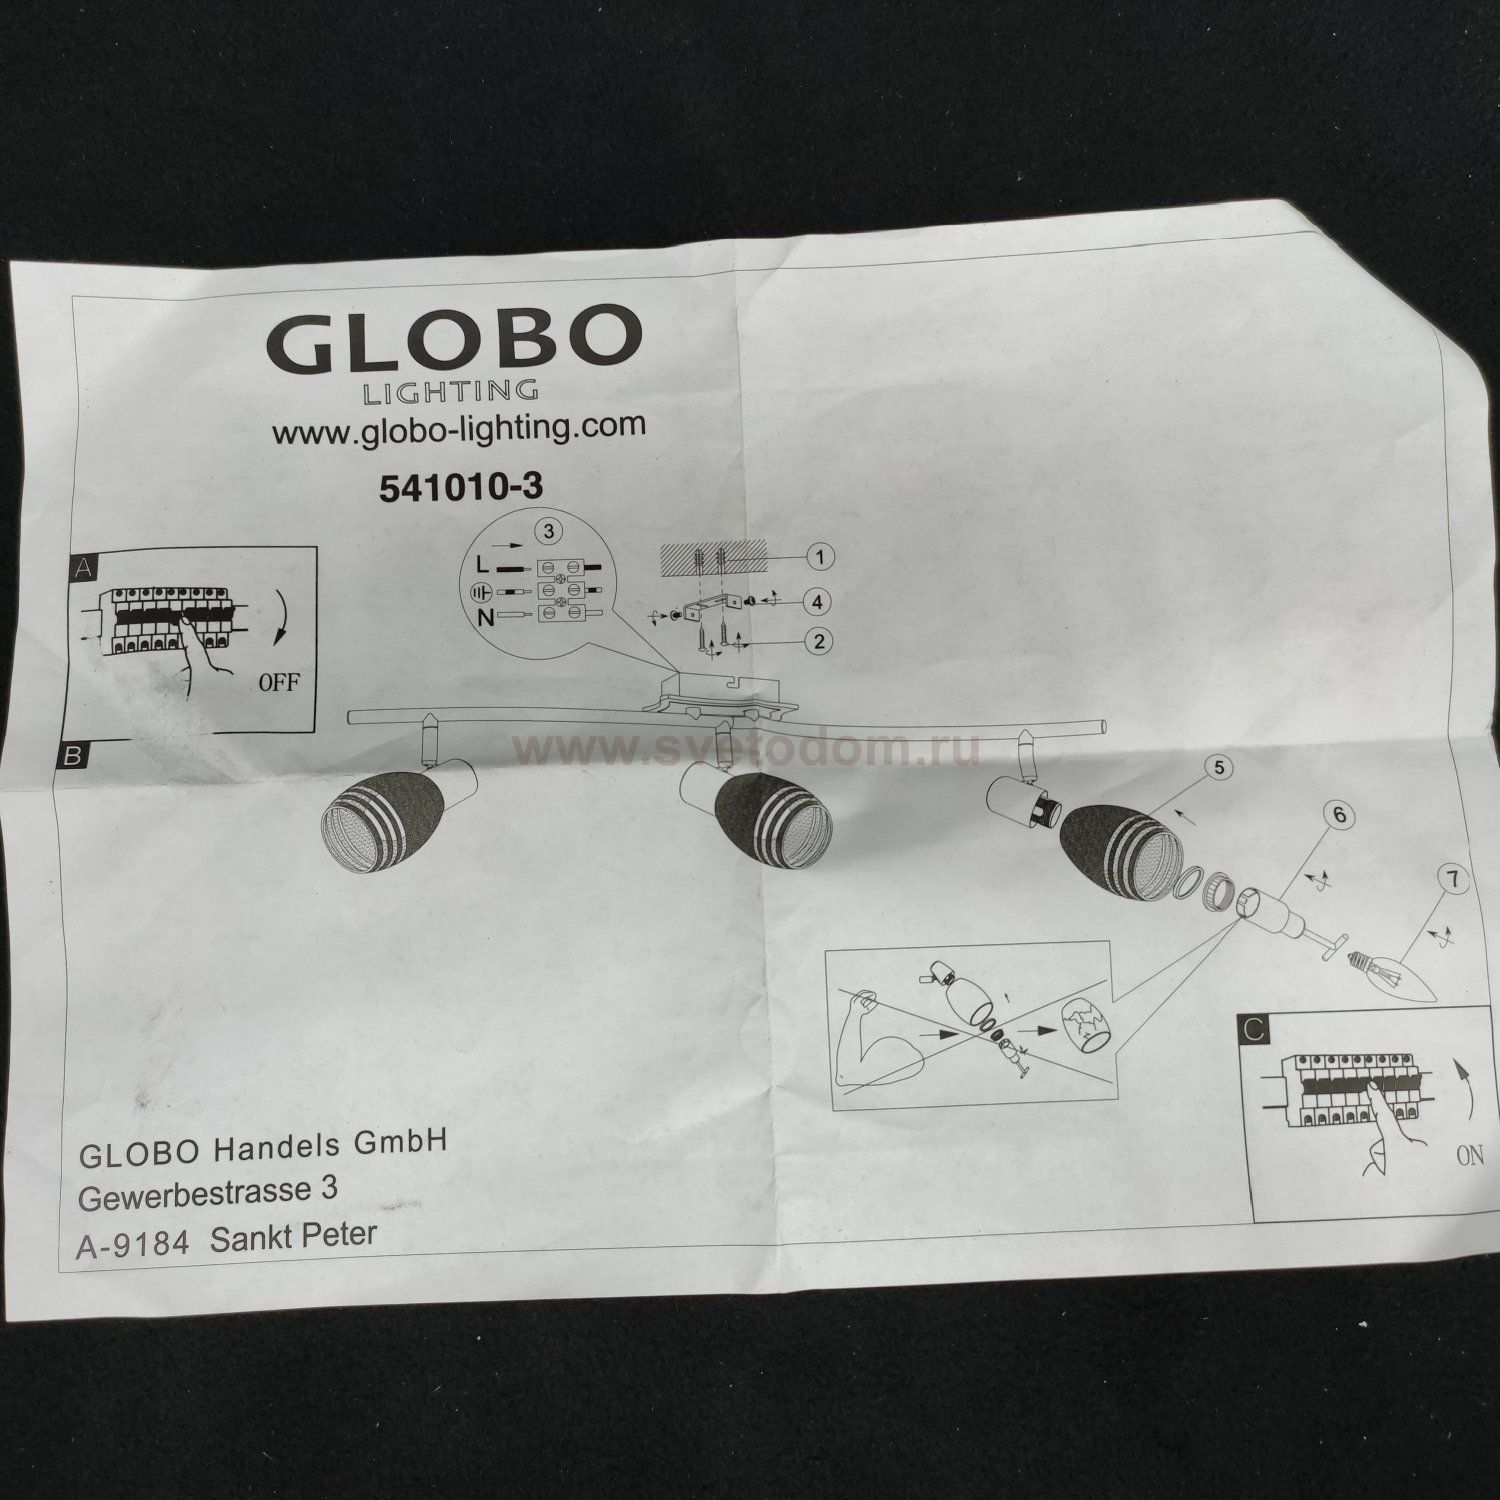 GLOBO
LIGHTING
www.globo-lighting.com
541010-3
A
OFF
B
3
L
N
1
4
2
www.svetodom.ru
5
6
7
C
ON
GLOBO Handels GmbH
Gewerbestrasse 3
A-9184 Sankt Peter